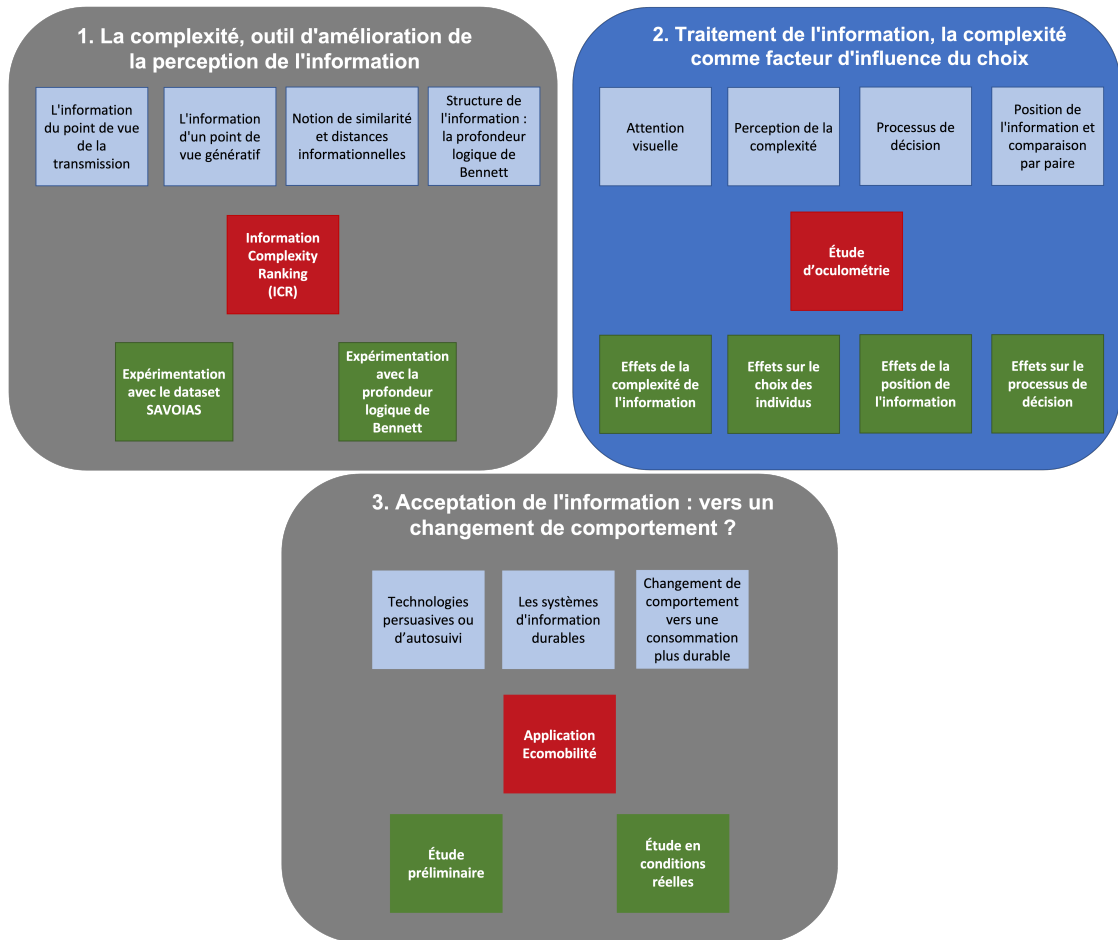 1. La complexité, outil d'amélioration de
la perception de l'information
L'information
du point de vue
de la
transmission
L'information
d'un point de
vue génératif
Notion de similarité
et distances
informationnelles
Structure de
l'information :
la profondeur
logique de
Bennett
Information
Complexity
Ranking
(ICR)
Expérimentation
avec le dataset
SAVOIAS
Expérimentation
avec la
profondeur
logique de
Bennett
2. Traitement de l'information, la complexité
comme facteur d'influence du choix
Attention
visuelle
Perception de la
complexité
Processus de
décision
Position de
l'information et
comparaison
par paire
Étude
d’oculométrie
Effets de la
complexité de
l'information
Effets sur le
choix des
individus
Effets de la
position de
l'information
Effets sur le
processus de
décision
3. Acceptation de l'information : vers un
changement de comportement ?
Technologies
persuasives ou
d’autosuivi
Les systèmes
d'information
durables
Changement de
comportement
vers une
consommation
plus durable
Application
Ecomobilité
Étude
préliminaire
Étude en
conditions
réelles